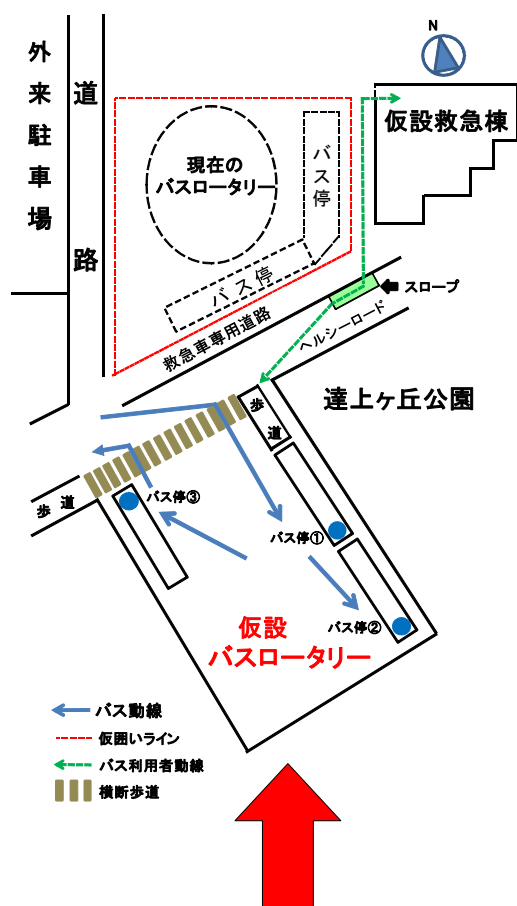 N
外来駐車場
道路
仮設救急棟
現在の
バスロータリー
バス停
バス停
スロープ
救急車専用道路
ヘルシーロード
達上ヶ丘公園
歩道
歩道
バス停③
バス停①
バス停②
仮設
バスロータリー
バス動線
仮囲いライン
バス利用者動線
横断歩道